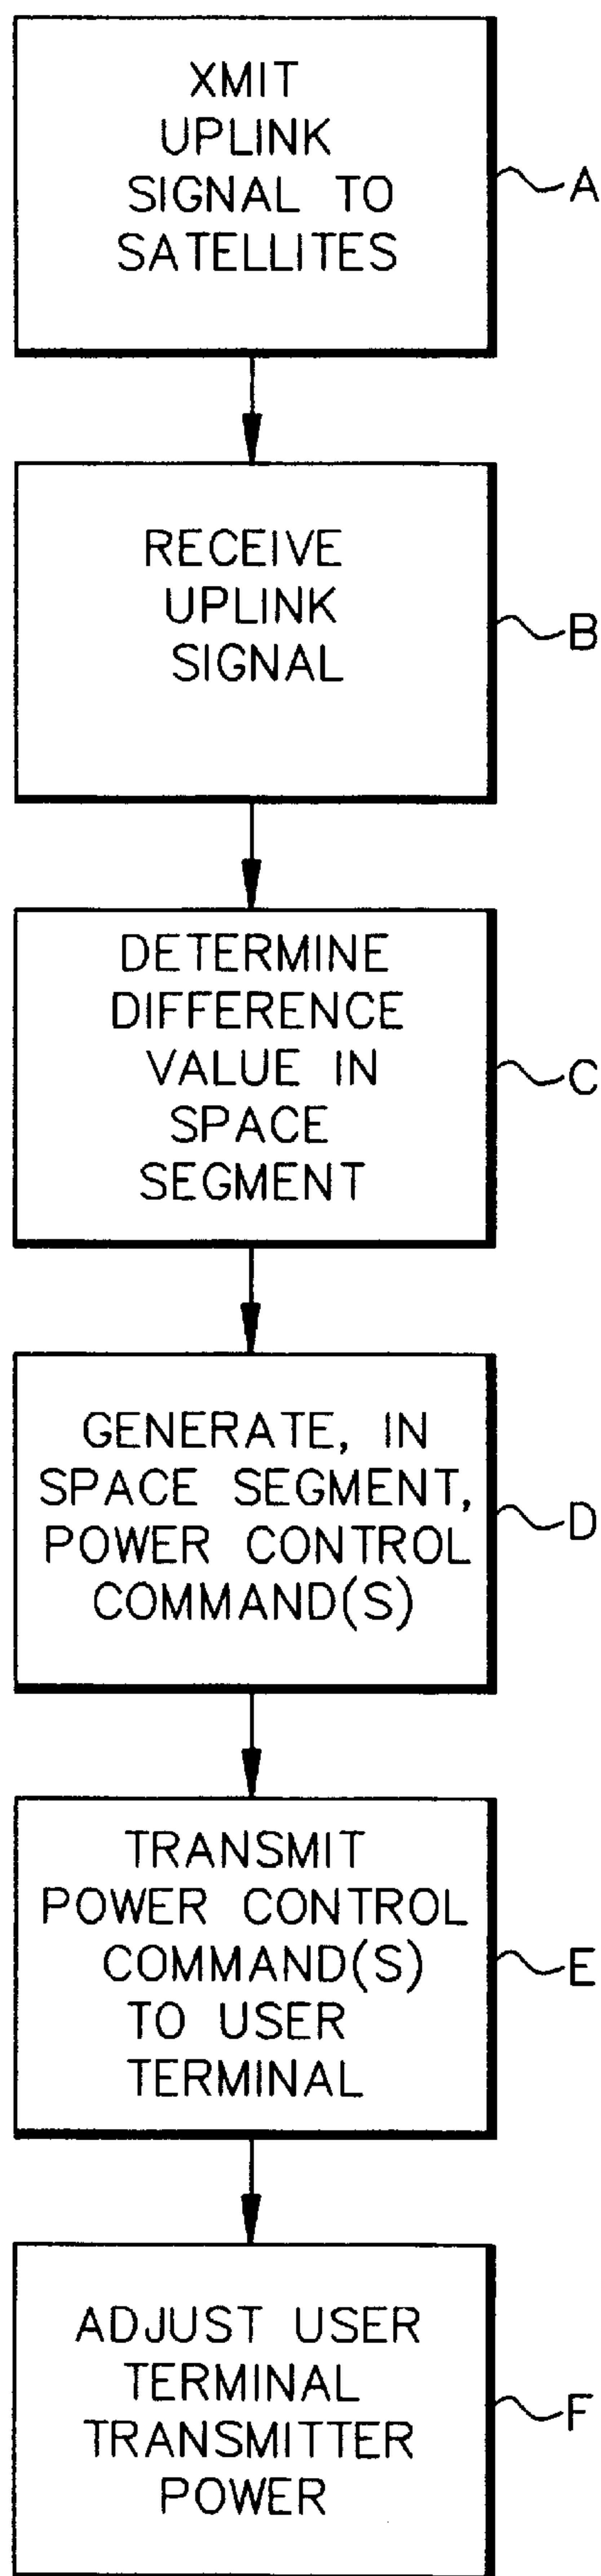 XMIT
UPLINK
SIGNAL TO
SATELLITES
A
RECEIVE
UPLINK
SIGNAL
B
DETERMINE
DIFFERENCE
VALUE IN
SPACE
SEGMENT
C
GENERATE, IN
SPACE SEGMENT,
POWER CONTROL
COMMAND(S)
D
TRANSMIT
POWER CONTROL
COMMAND(S)
TO USER
TERMINAL
E
ADJUST USER
TERMINAL
TRANSMITTER
POWER
F